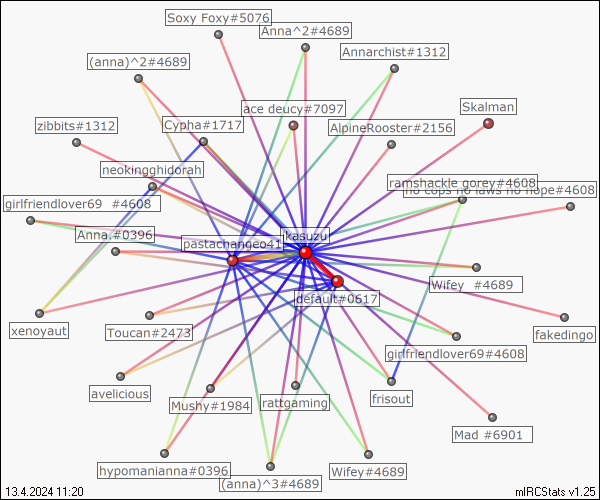 Soxy Foxy#5076
Anna^2#4689
Annarchist#1312
(anna)^2#4689
ace deucy#7097
Skalman
zibbits#1312
Cypha#1717
AlpineRooster#2156
neokingghidorah
ramshackle gorey#4608
no cops no laws no hope#4608
girlfriendlover69 #4608
Anna.#0396
pastachangeo41
kasuzu
default#0617
Wifey #4689
xenoyaut
Toucan#2473
fakedingo
girlfriendlover69#4608
avelicious
Mushy#1984
rattgaming
frisout
Mad #6901
hypomanianna#0396
(anna)^3#4689
Wifey#4689
13.4.2024 11:20
mIRCStats v1.25